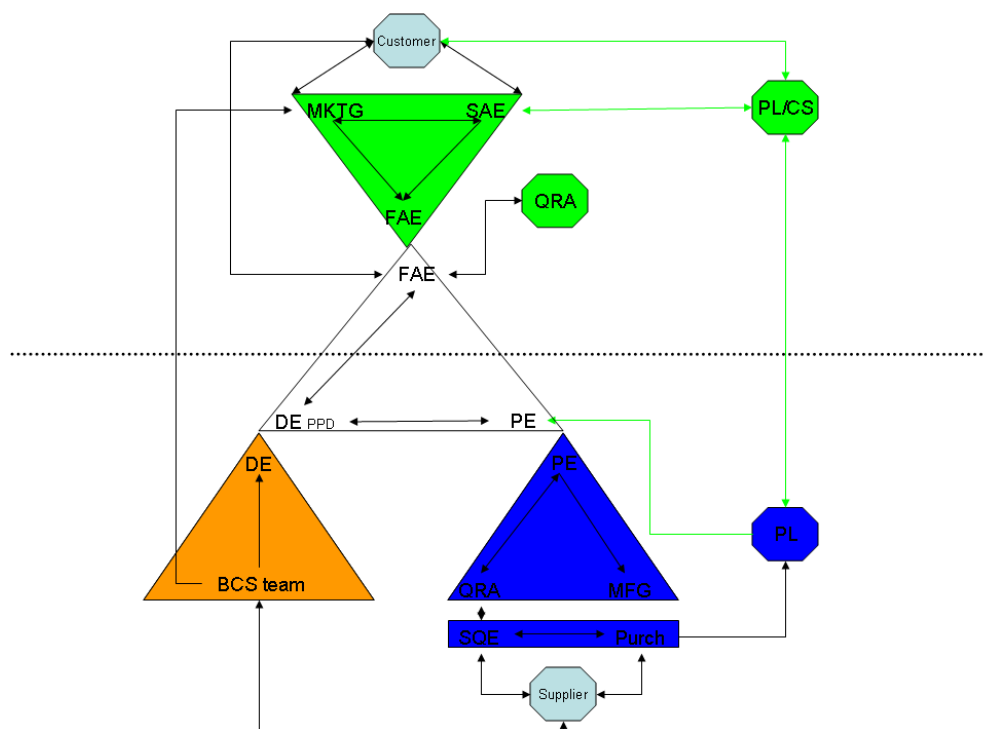 Customer
MKTG
SAE
PL/CS
QRA
FAE
FAE
DE PPD
PE
DE
PE
PL
BCS team
QRA
MFG
SQE
Purch
Supplier